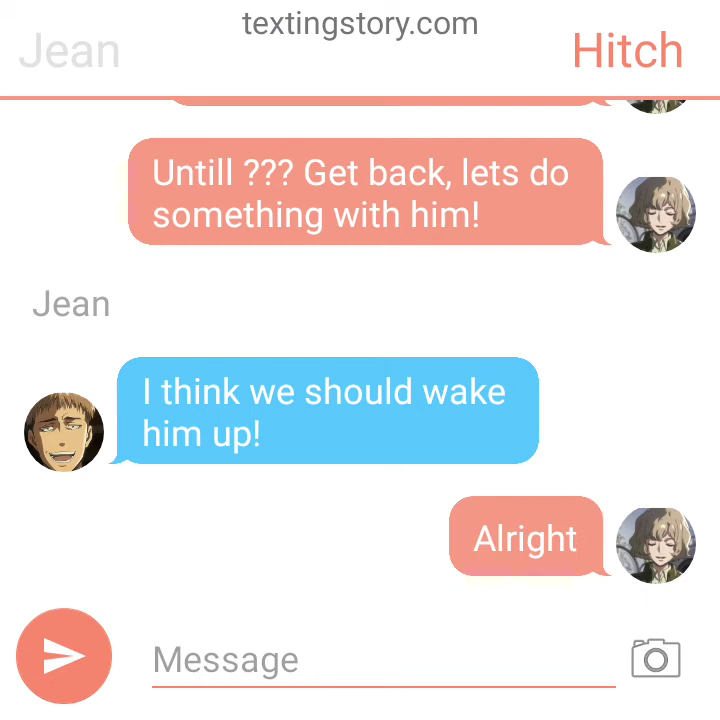 textingstory.com
Jean
Hitch
Untill ??? Get back, lets do
something with him!
Jean
I think we should wake
him up!
Alright
Message